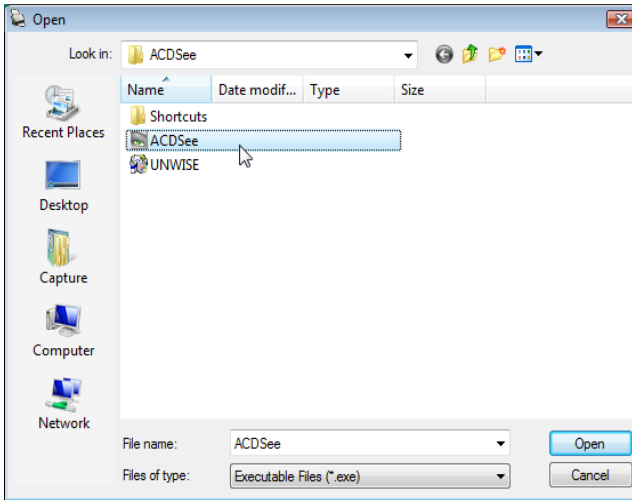 Open
Look in: ACDSee
Name Date modif... Type Size
Shortcuts
ACDSee
UNWISE
Recent Places
Desktop
Capture
Computer
Network
File name: ACDSee Open
Files of type: Executable Files (*.exe) Cancel